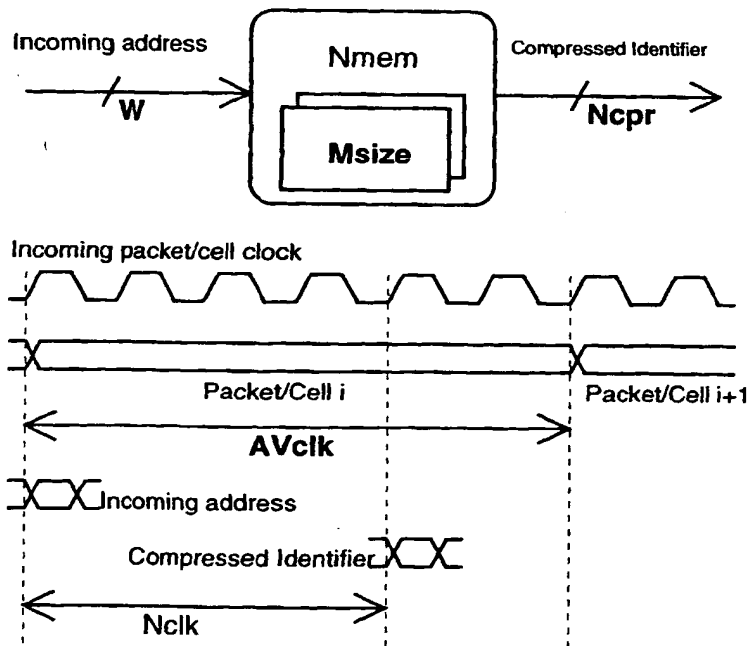 Incoming address
Nmem
Compressed Identifier
W
Msize
Ncpr
Incoming packet/cell clock
Packet/Cell i
Packet/Cell i+1
AVclk
Incoming address
Compressed Identifier
Nclk